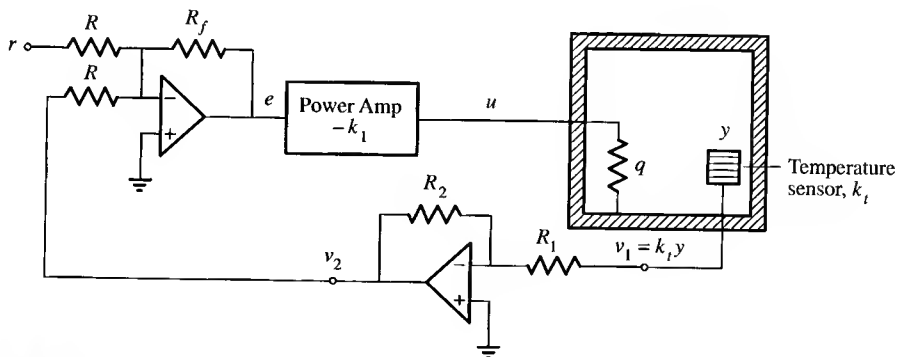 R
R_f
r
R
−
+
e
Power Amp
−k_1
u
q
y
Temperature
sensor, k_t
R_2
R_1
v_1 = k_t y
v_2
−
+